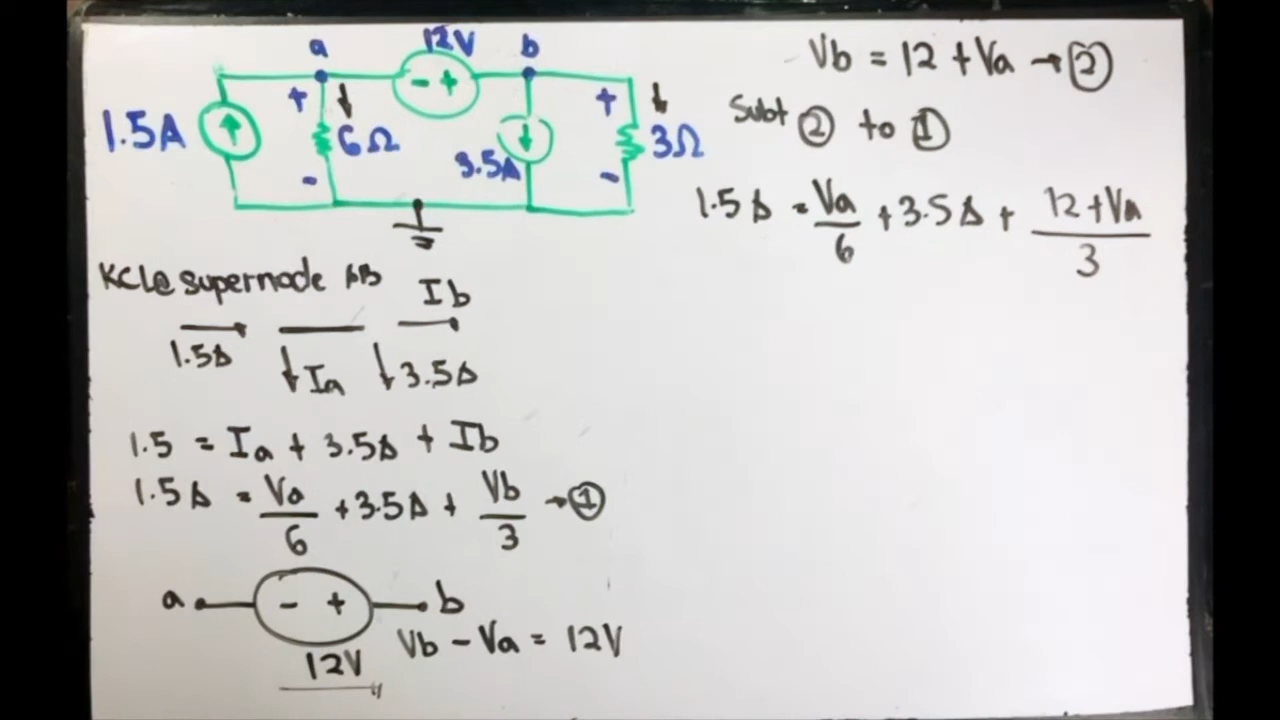 a 12V b
- +
1.5A + 6Ω 3.5A + 3Ω
- -
KCL@ supernode AB
Ib
1.5A
Ia 3.5A
1.5 = Ia + 3.5A + Ib
1.5A = Va/6 + 3.5A + Vb/3 → ①
a - + b
12V
Vb - Va = 12V
Vb = 12 + Va → ②
Subt ② to ①
1.5A = Va/6 + 3.5A + (12 + Va)/3